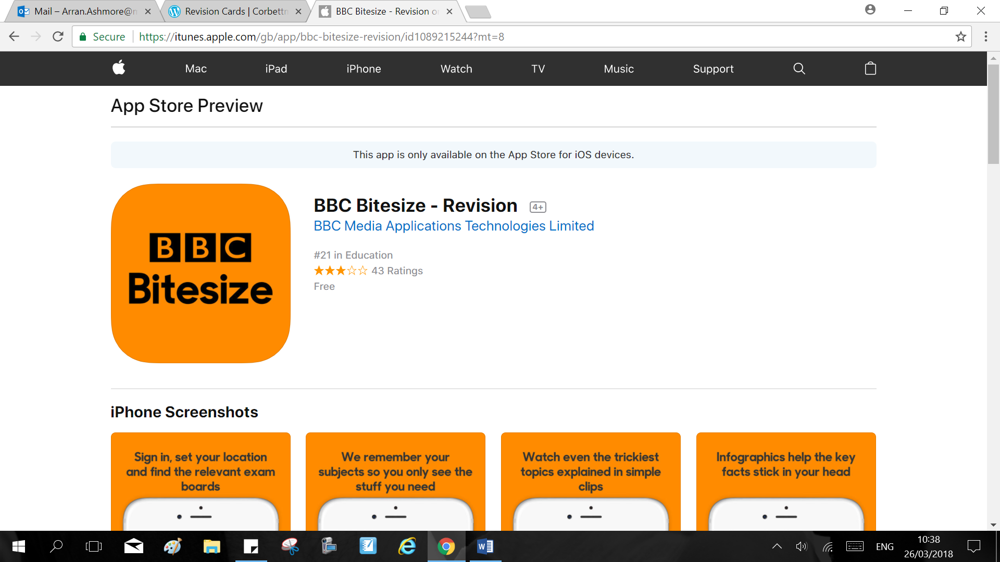 Mail – Arran.Ashmore@
Revision Cards | Corbettm
BBC Bitesize - Revision o
Secure
https://itunes.apple.com/gb/app/bbc-bitesize-revision/id1089215244?mt=8
Mac iPad iPhone Watch TV Music Support
App Store Preview
This app is only available on the App Store for iOS devices.
BBC
Bitesize
BBC Bitesize - Revision 4+
BBC Media Applications Technologies Limited
#21 in Education
43 Ratings
Free
iPhone Screenshots
Sign in, set your location
and find the relevant exam
boards
We remember your
subjects so you only see the
stuff you need
Watch even the trickiest
topics explained in simple
clips
Infographics help the key
facts stick in your head
ENG
10:38
26/03/2018